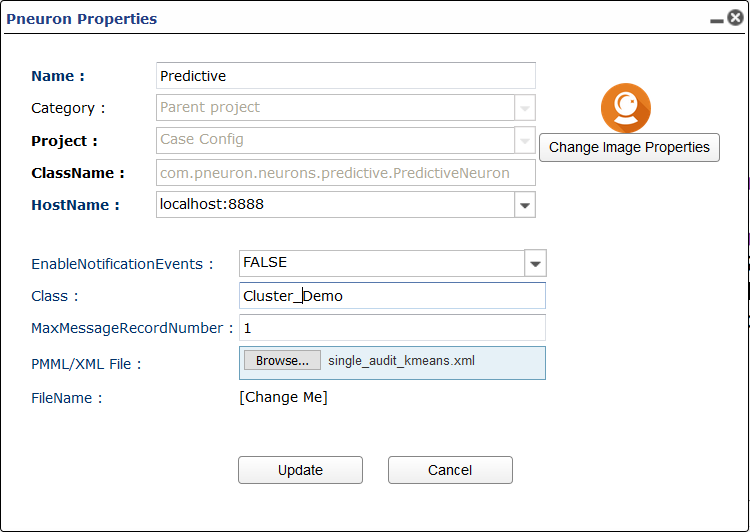 Pneuron Properties
Name : Predictive
Category : Parent project
Project : Case Config
Change Image Properties
ClassName : com.pneuron.neurons.predictive.PredictiveNeuron
HostName : localhost:8888
EnableNotificationEvents : FALSE
Class : Cluster_Demo
MaxMessageRecordNumber : 1
PMML/XML File : Browse... single_audit_kmeans.xml
FileName : [Change Me]
Update Cancel